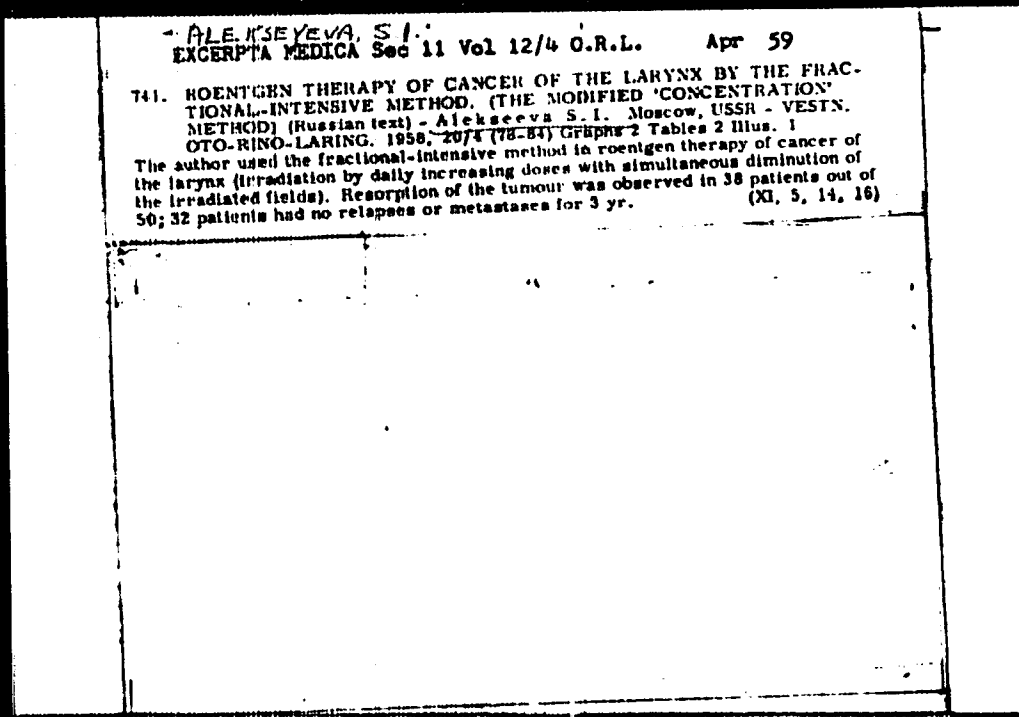 - ALEKSEYEVA, S.I.
EXCERPTA MEDICA Sec 11 Vol 12/4 O.R.L. Apr 59
741. ROENTGEN THERAPY OF CANCER OF THE LARYNX BY THE FRAC-
TIONAL-INTENSIVE METHOD. (THE MODIFIED 'CONCENTRATION'
METHOD) (Russian text) - Alekseeva S. I. Moscow, USSR - VESTN.
OTO-RINO-LARING. 1958, 20/4 (78-84) Graphs 2 Tables 2 Illus. 1
The author used the fractional-intensive method in roentgen therapy of cancer of
the larynx (irradiation by daily increasing doses with simultaneous diminution of
the irradiated fields). Resorption of the tumour was observed in 38 patients out of
50; 32 patients had no relapses or metastases for 3 yr. (XI, 5, 14, 16)